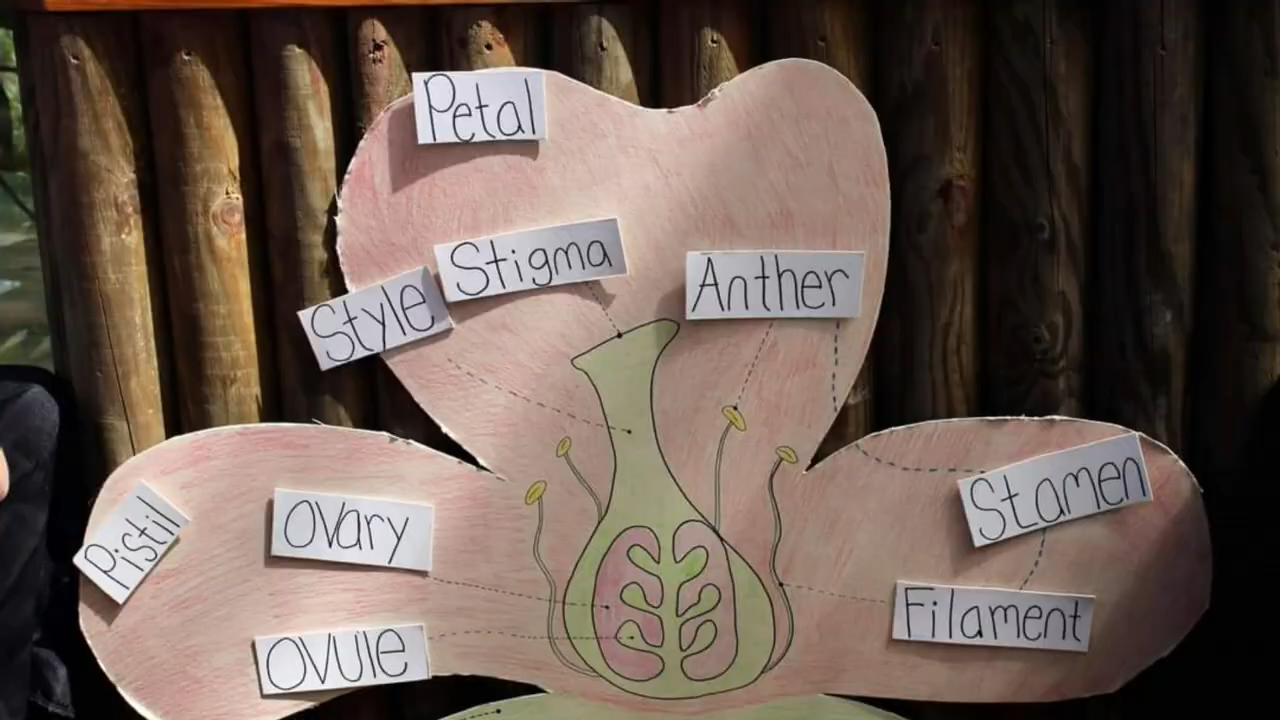 Petal
Stigma
Style
Anther
Stamen
Pistil
Ovary
Filament
Ovule